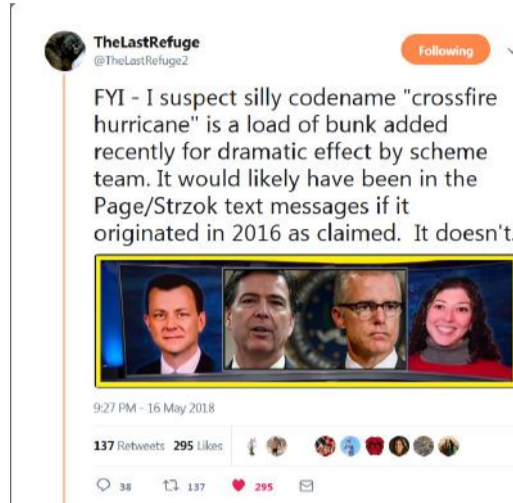 TheLastRefuge
@TheLastRefuge2
Following
FYI - I suspect silly codename "crossfire
hurricane" is a load of bunk added
recently for dramatic effect by scheme
team. It would likely have been in the
Page/Strzok text messages if it
originated in 2016 as claimed. It doesn't.
9:27 PM - 16 May 2018
137 Retweets 295 Likes
38 137 295